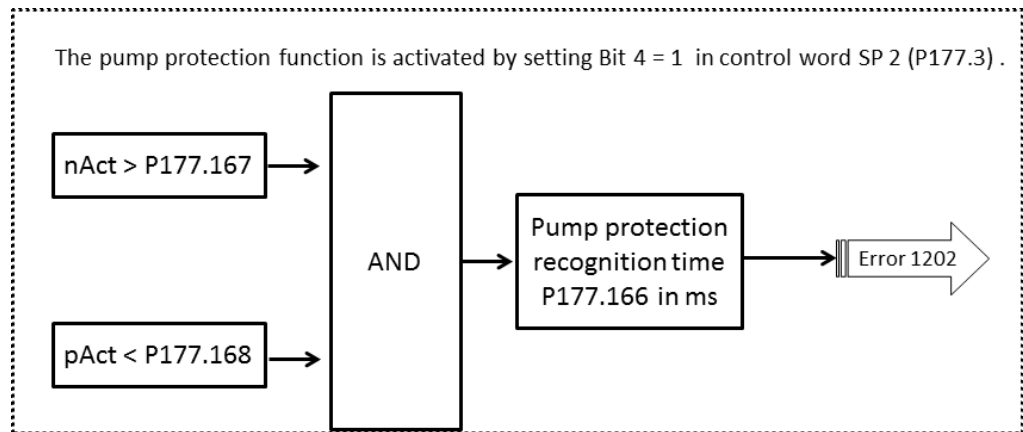 The pump protection function is activated by setting Bit 4 = 1 in control word SP 2 (P177.3) .
nAct > P177.167
AND
Pump protection
recognition time
P177.166 in ms
Error 1202
pAct < P177.168